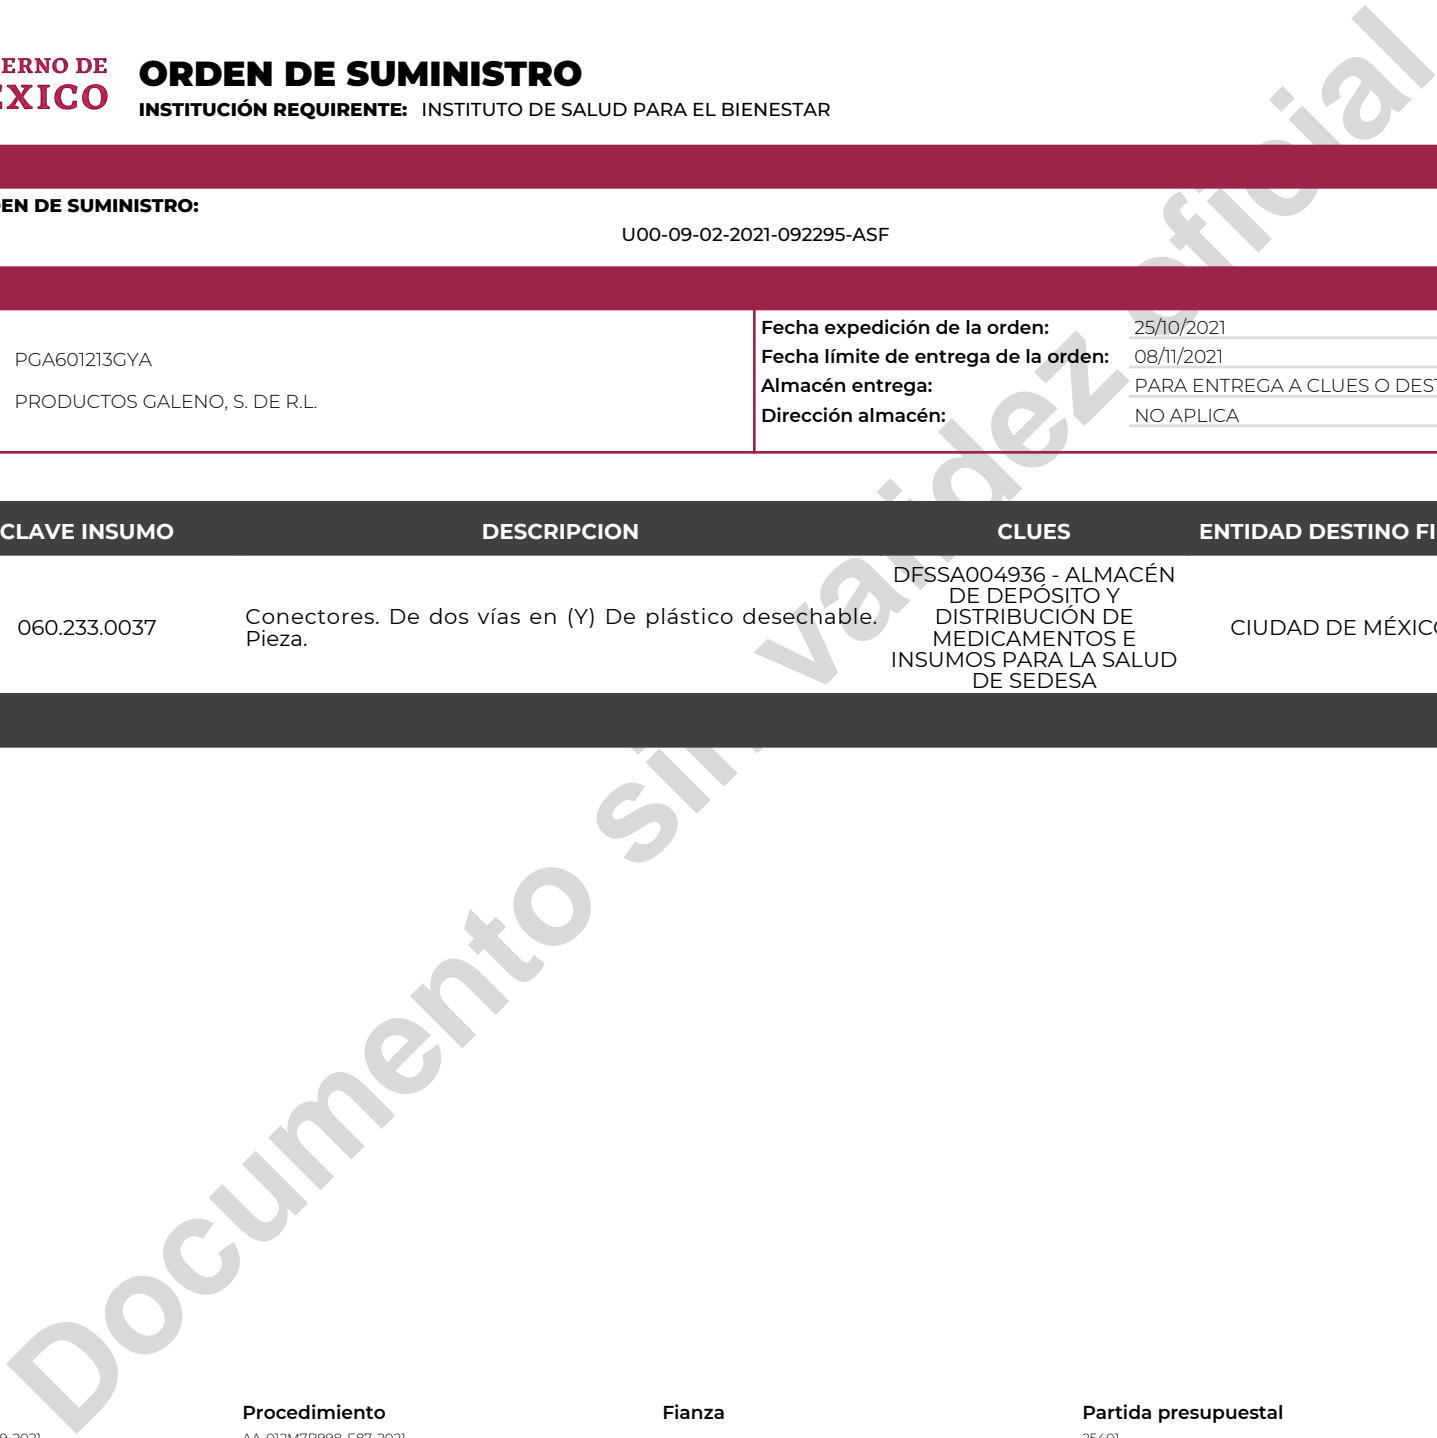 ERNO DE
ÉXICO
ORDEN DE SUMINISTRO
INSTITUCIÓN REQUIRENTE: INSTITUTO DE SALUD PARA EL BIENESTAR
EN DE SUMINISTRO:
U00-09-02-2021-092295-ASF
PGA601213GYA
PRODUCTOS GALENO, S. DE R.L.
Fecha expedición de la orden: 25/10/2021
Fecha límite de entrega de la orden: 08/11/2021
Almacén entrega: PARA ENTREGA A CLUES O DEST
Dirección almacén: NO APLICA
CLAVE INSUMO DESCRIPCION CLUES ENTIDAD DESTINO FI
060.233.0037
Conectores. De dos vías en (Y) De plástico desechable.
Pieza.
DFSSA004936 - ALMACÉN
DE DEPÓSITO Y
DISTRIBUCIÓN DE
MEDICAMENTOS E
INSUMOS PARA LA SALUD
DE SEDESA
CIUDAD DE MÉXICO
Documento sin validez oficial
Procedimiento Fianza Partida presupuestal